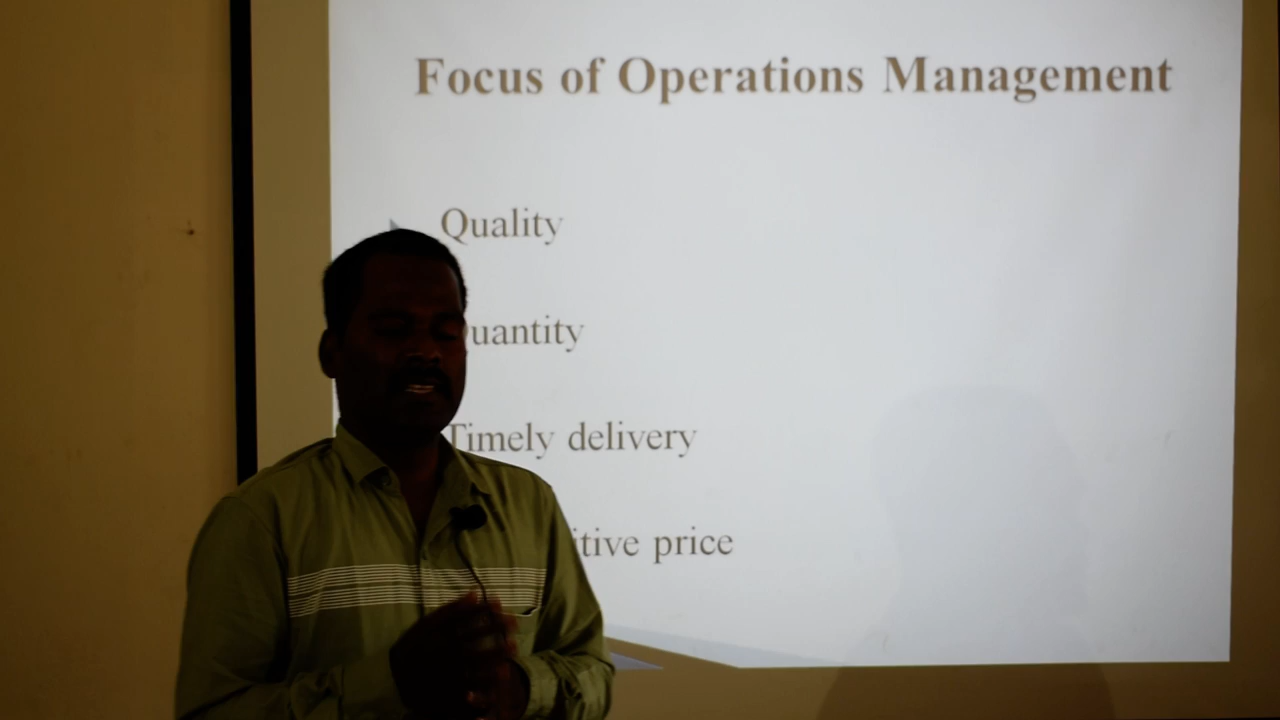 Focus of Operations Management
Quality
uantity
Timely delivery
itive price